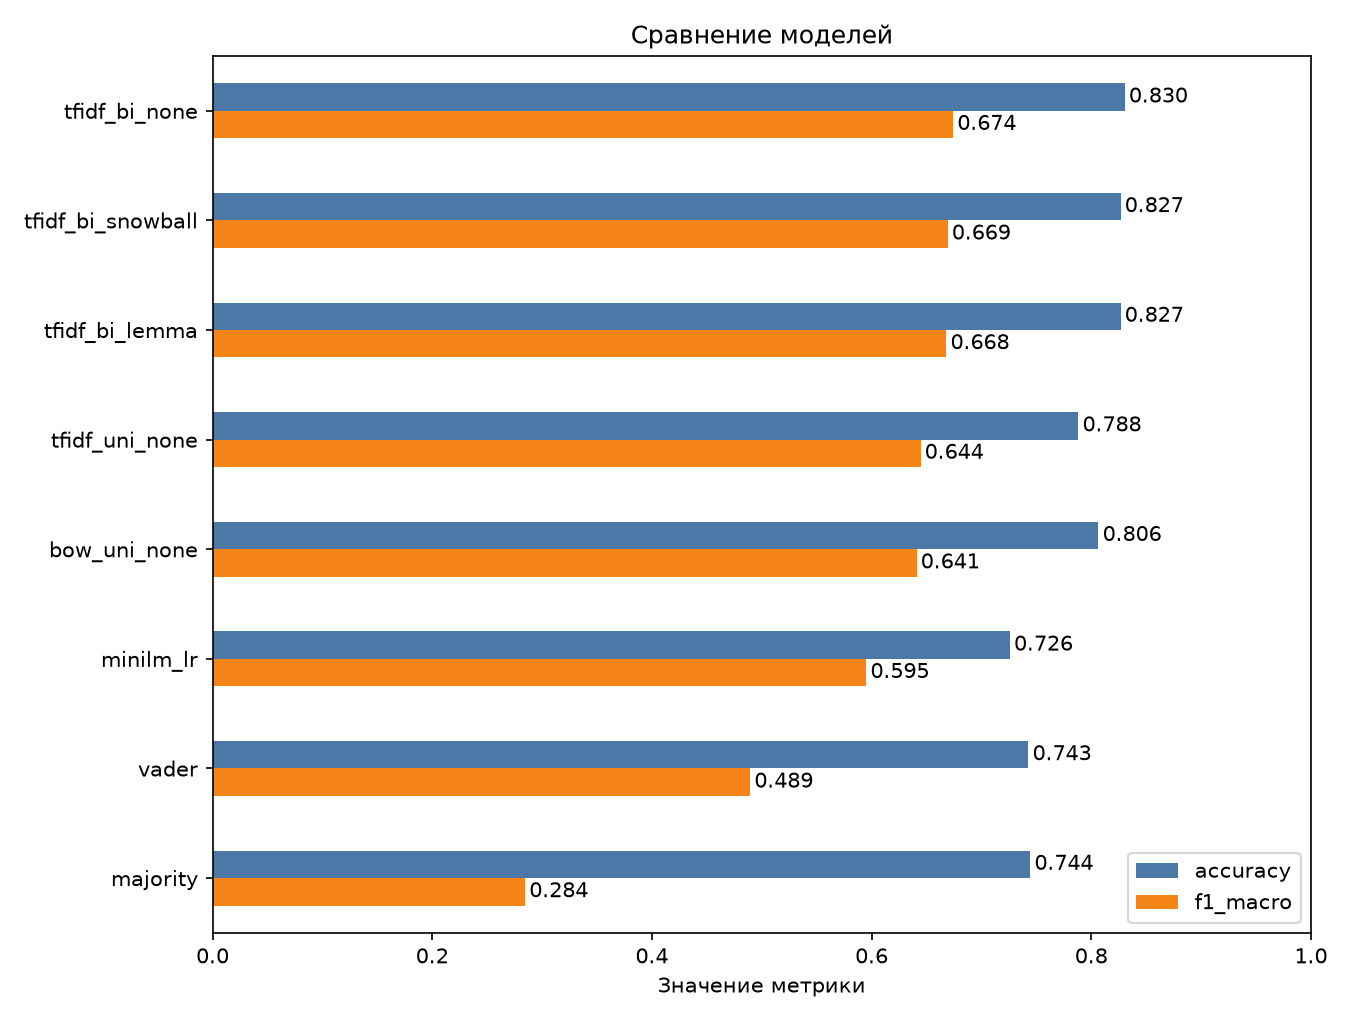 Сравнение моделей
tfidf_bi_none
0.830
0.674
tfidf_bi_snowball
0.827
0.669
tfidf_bi_lemma
0.827
0.668
tfidf_uni_none
0.788
0.644
bow_uni_none
0.806
0.641
minilm_lr
0.726
0.595
vader
0.743
0.489
majority
0.744
0.284
accuracy
f1_macro
0.0 0.2 0.4 0.6 0.8 1.0
Значение метрики